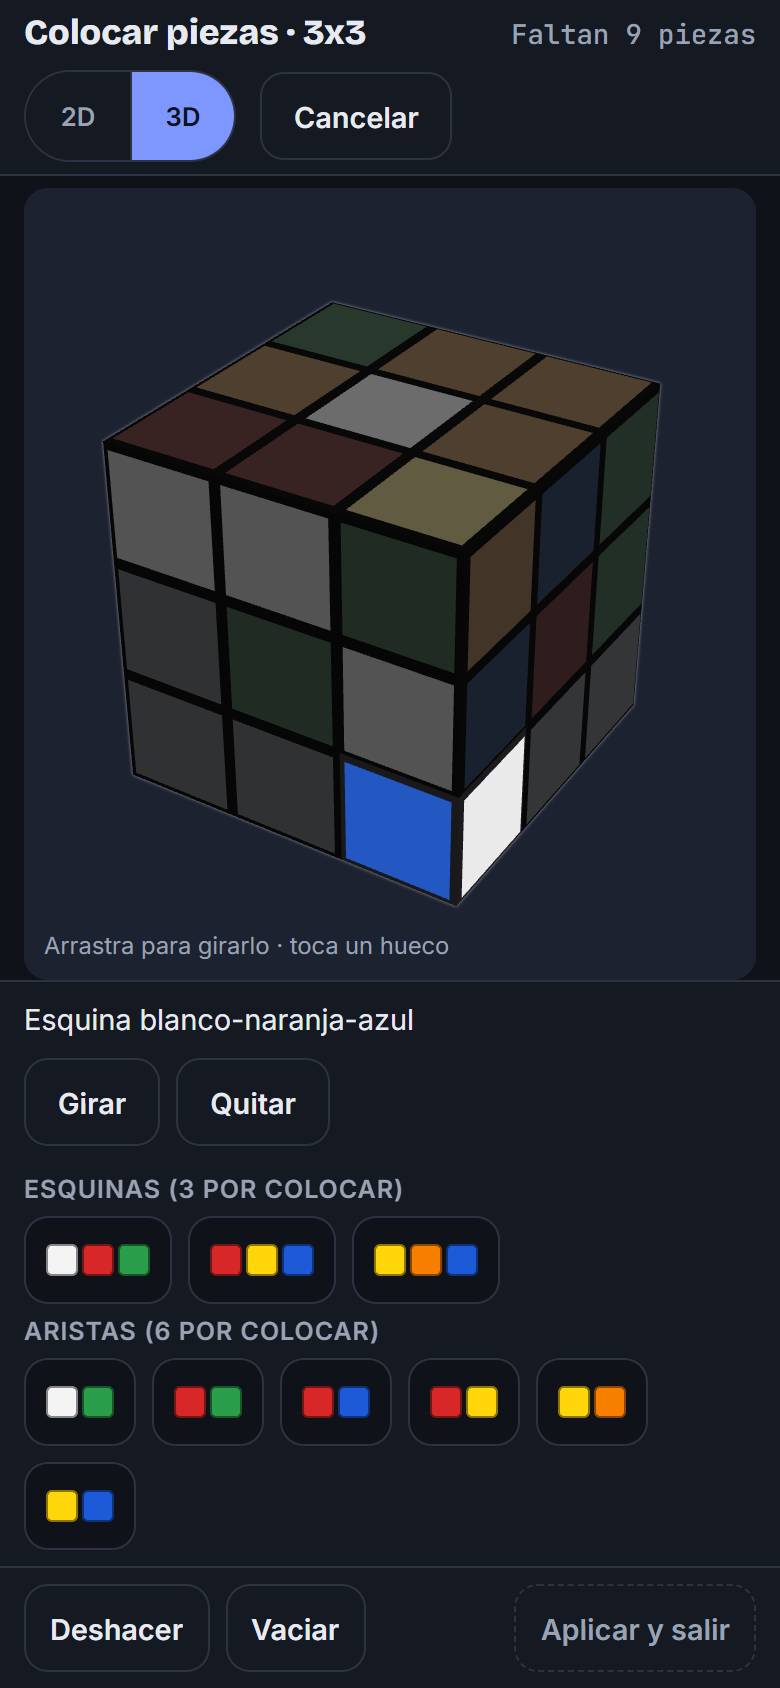 Colocar piezas · 3x3
Faltan 9 piezas
2D
3D
Cancelar
Arrastra para girarlo · toca un hueco
Esquina blanco-naranja-azul
Girar
Quitar
ESQUINAS (3 POR COLOCAR)
ARISTAS (6 POR COLOCAR)
Deshacer
Vaciar
Aplicar y salir